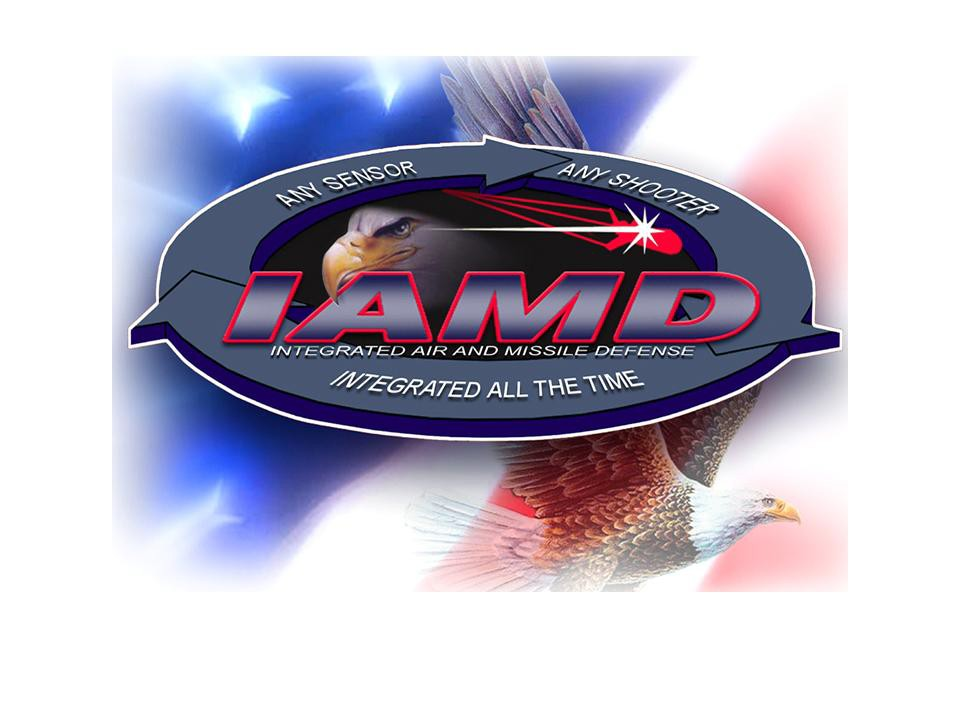 ANY SENSOR
ANY SHOOTER
IAMD
INTEGRATED AIR AND MISSILE DEFENSE
INTEGRATED ALL THE TIME